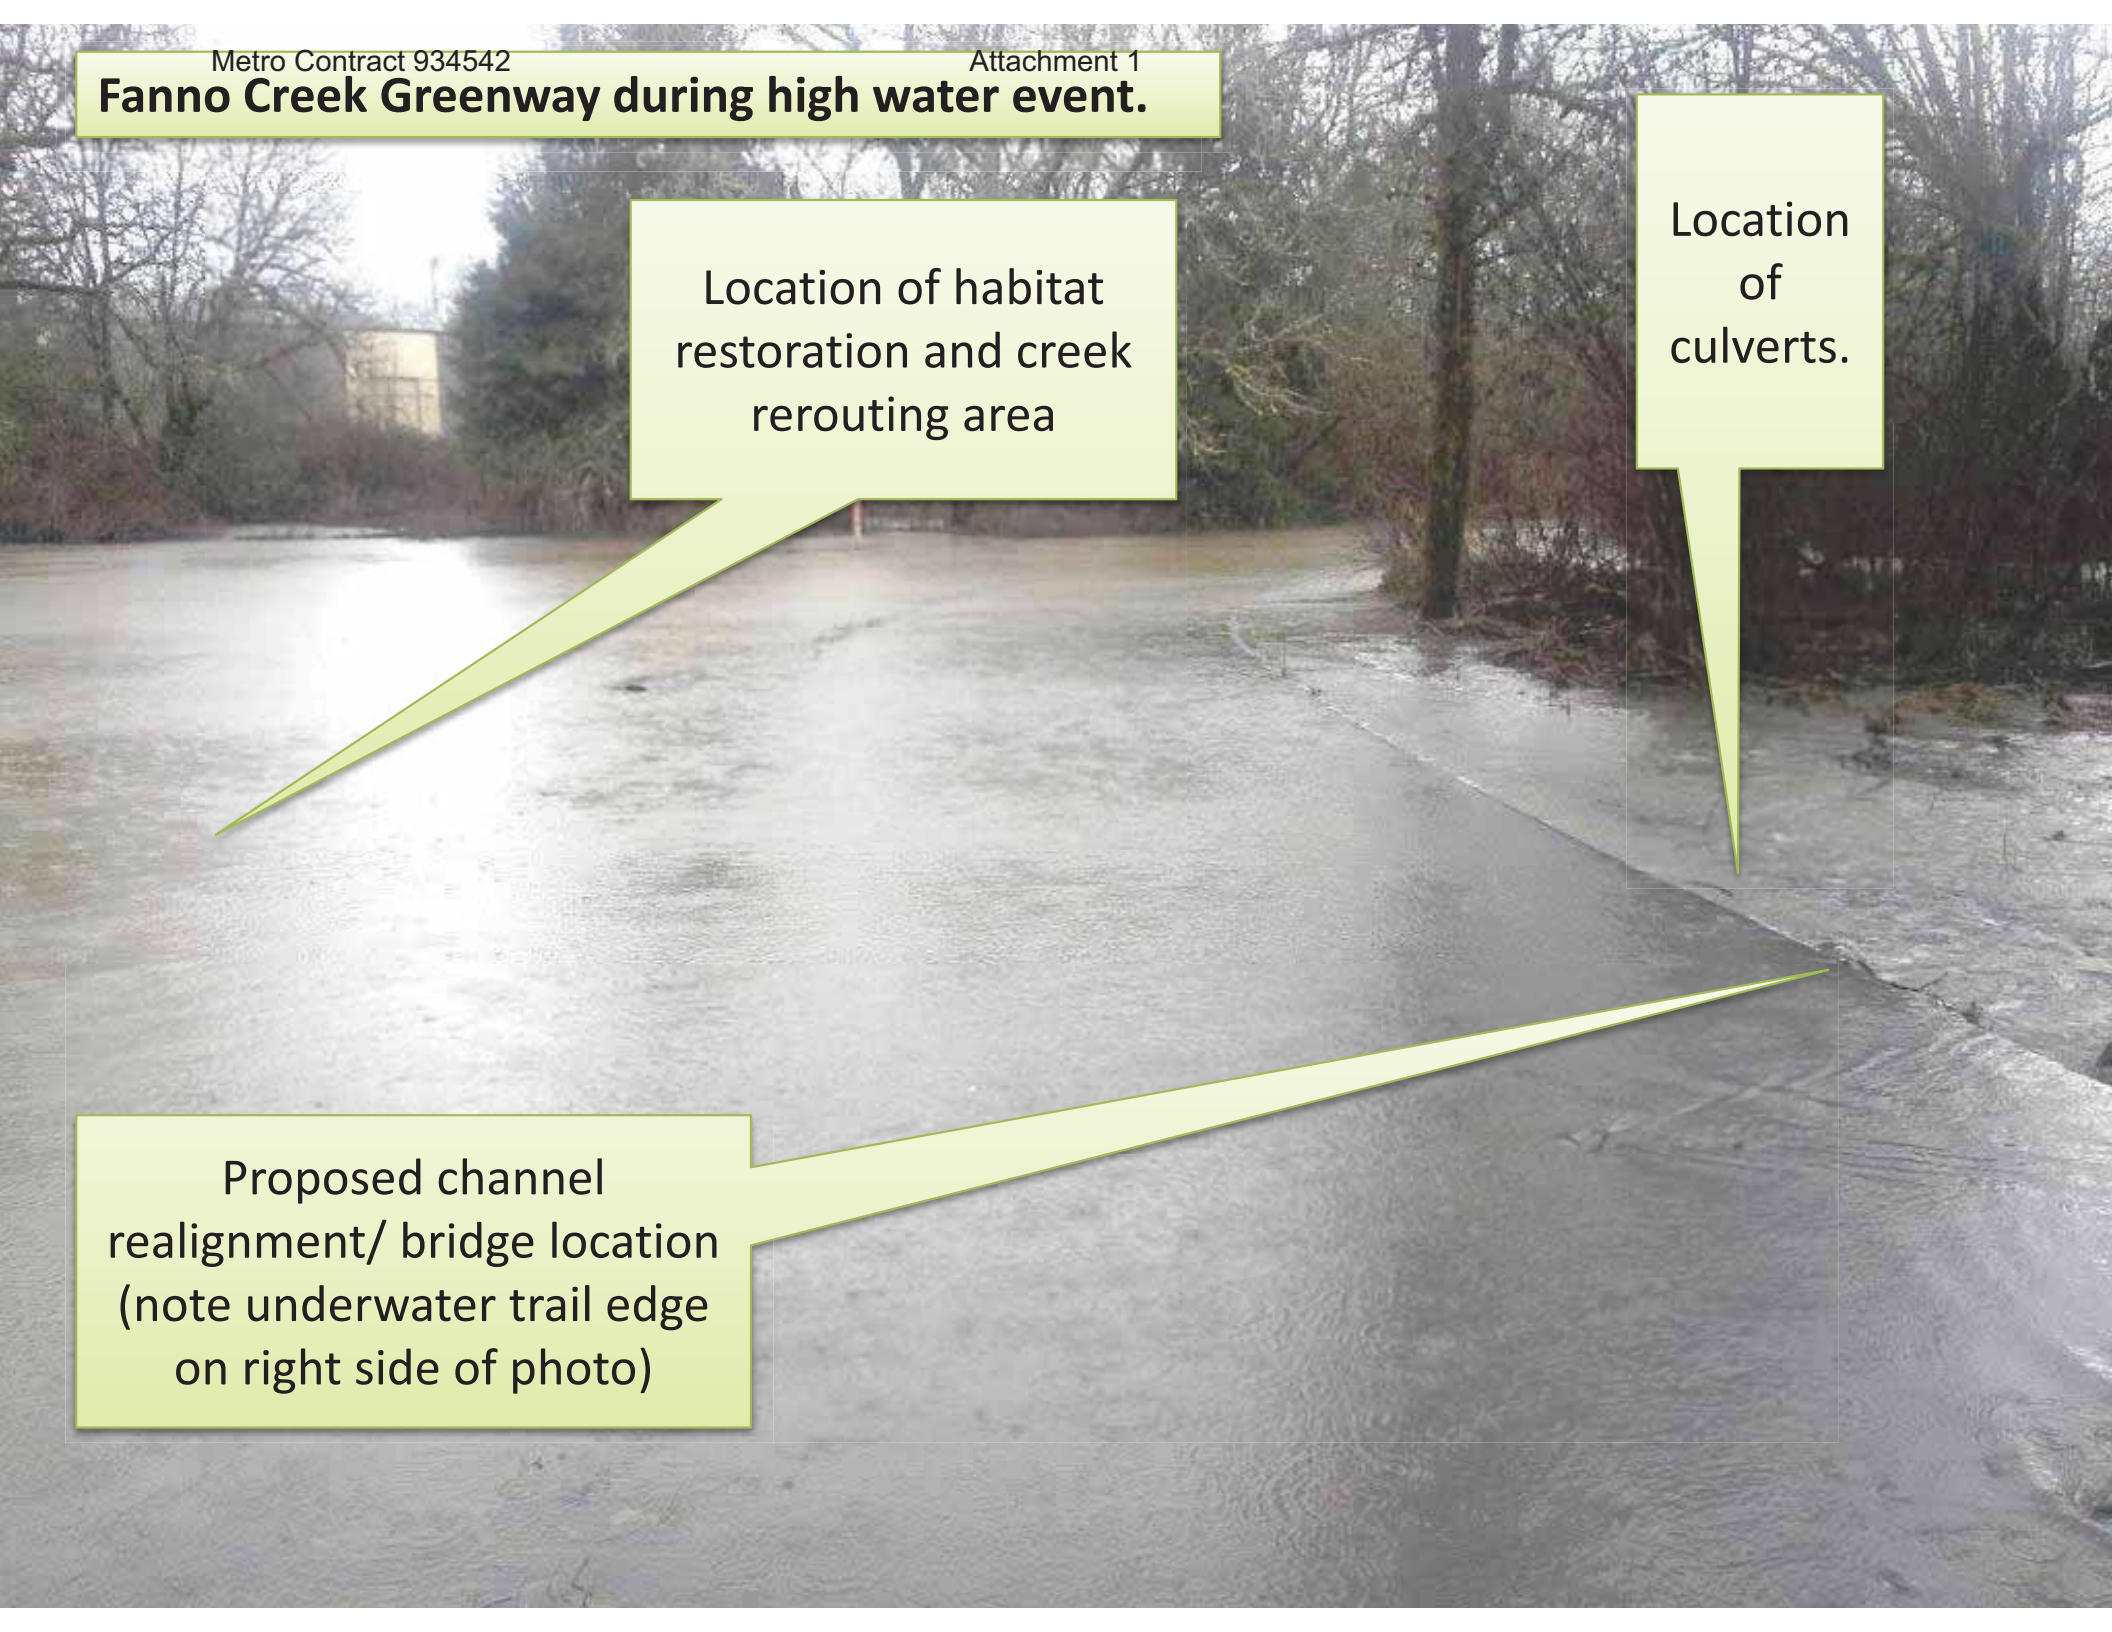 Metro Contract 934542 Attachment 1
Fanno Creek Greenway during high water event.
Location of habitat
restoration and creek
rerouting area
Location
of
culverts.
Proposed channel
realignment/ bridge location
(note underwater trail edge
on right side of photo)